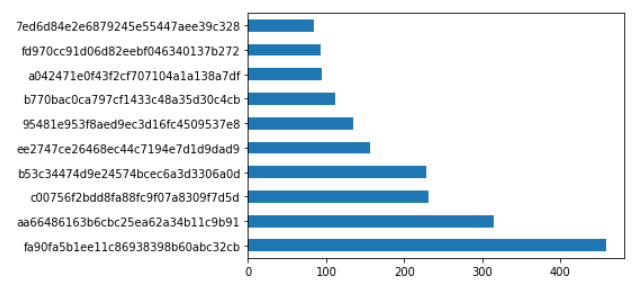 7ed6d84e2e6879245e55447aee39c328
fd970cc91d06d82eebf046340137b272
a042471e0f43f2cf707104a1a138a7df
b770bac0ca797cf1433c48a35d30c4cb
95481e953f8aed9ec3d16fc4509537e8
ee2747ce26468ec44c7194e7d1d9dad9
b53c34474d9e24574bcec6a3d3306a0d
c00756f2bdd8fa88fc9f07a8309f7d5d
aa66486163b6cbc25ea62a34b11c9b91
fa90fa5b1ee11c86938398b60abc32cb
0 100 200 300 400